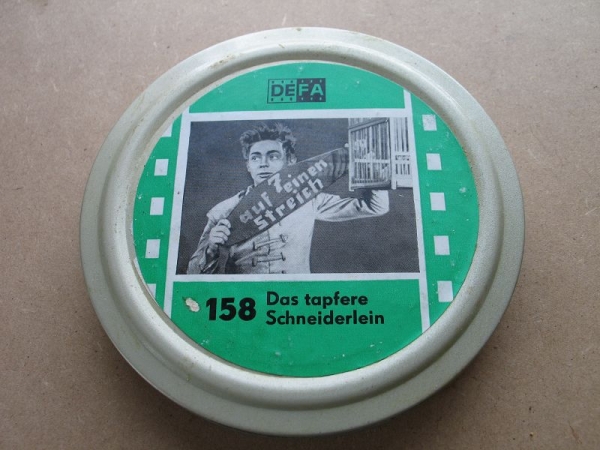 DEFA
auf 7 einen
streich
158 Das tapfere
Schneiderlein